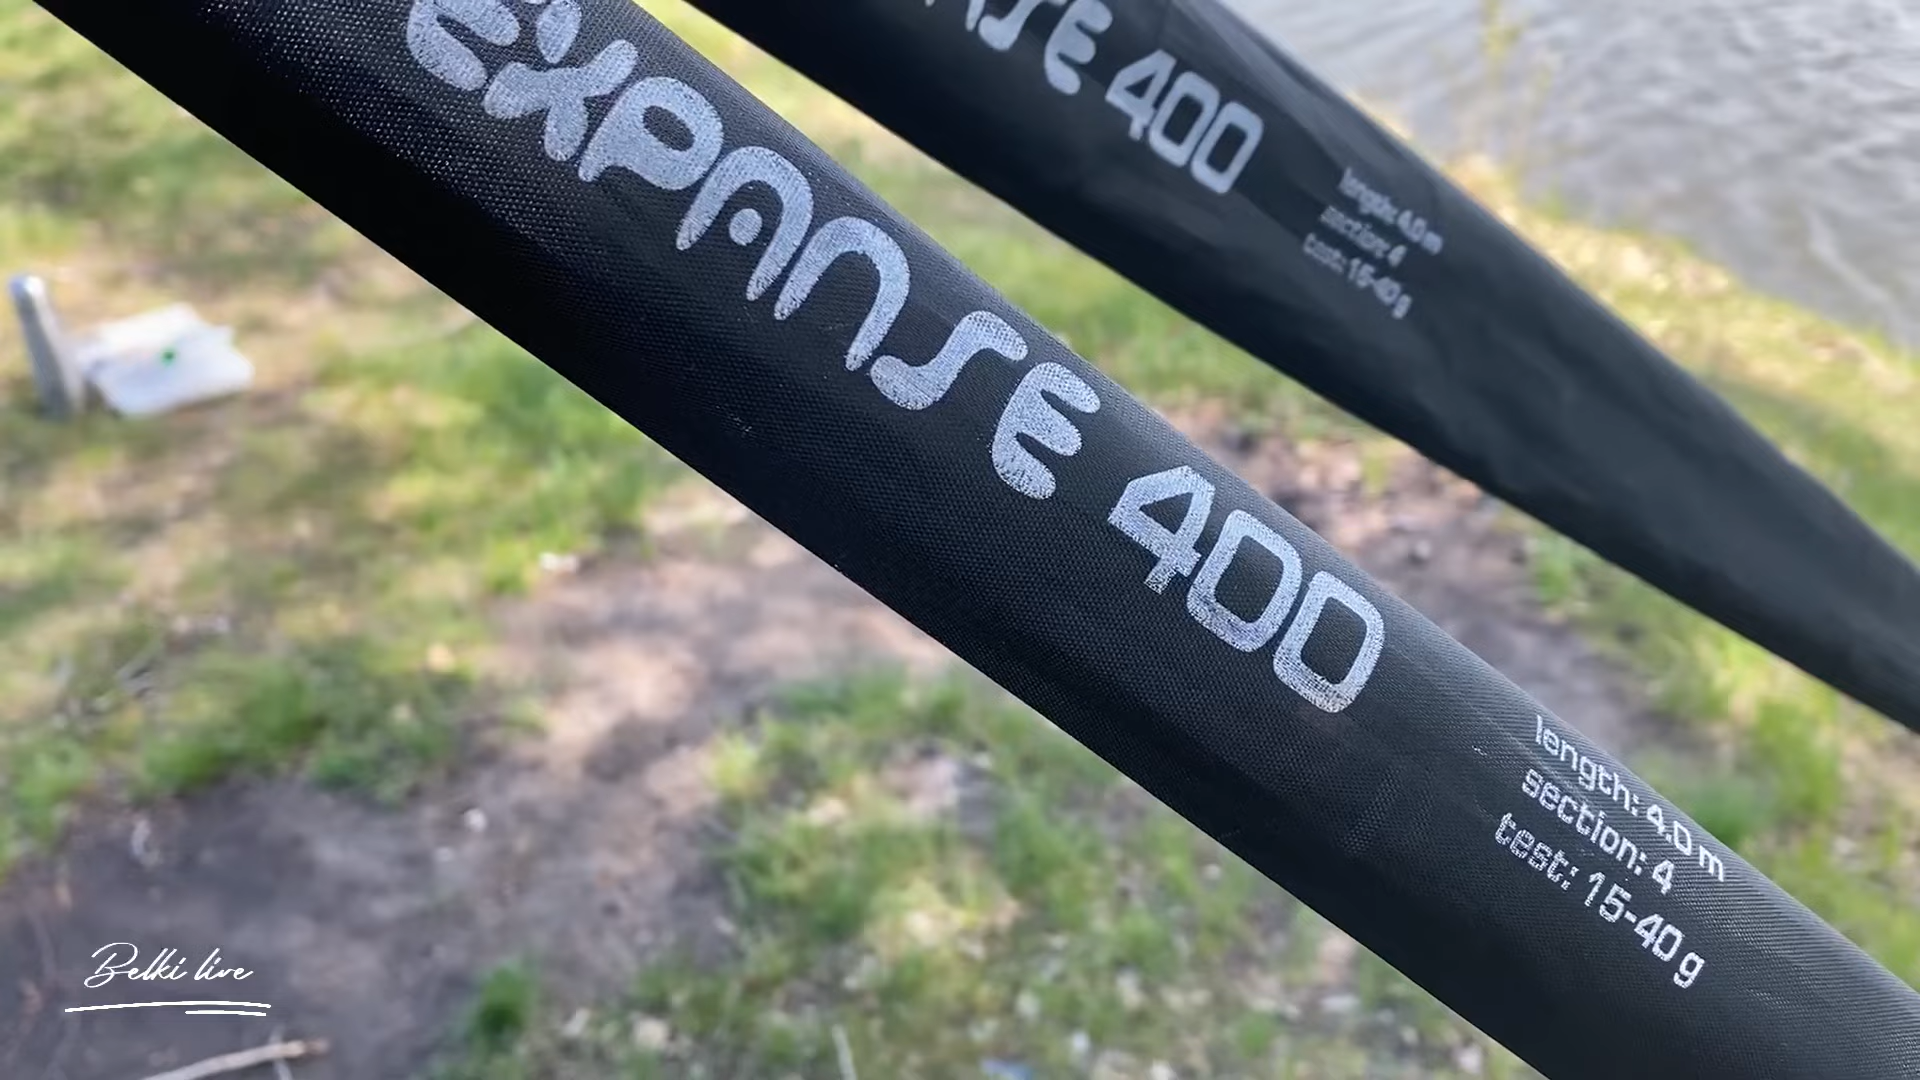 EXPANSE 400
length: 4.0 m
section: 4
test: 15-40 g
NSE 400
length: 4.0 m
section: 4
test: 15-40 g
Belki live